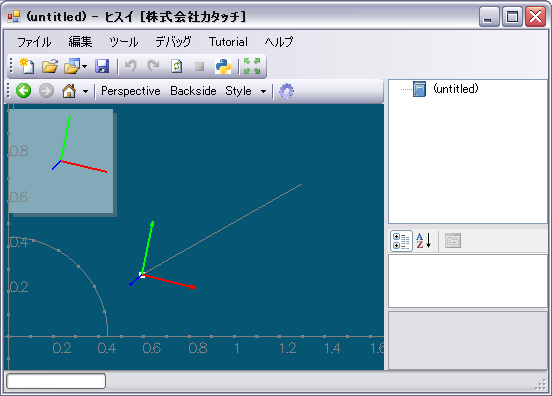 (untitled) - ヒスイ [株式会社カタッチ]
ファイル 編集 ツール デバッグ Tutorial ヘルプ
Perspective Backside Style
(untitled)
0.8
0.6
0.4
0.2
0.2 0.4 0.6 0.8 1 1.2 1.4 1.6